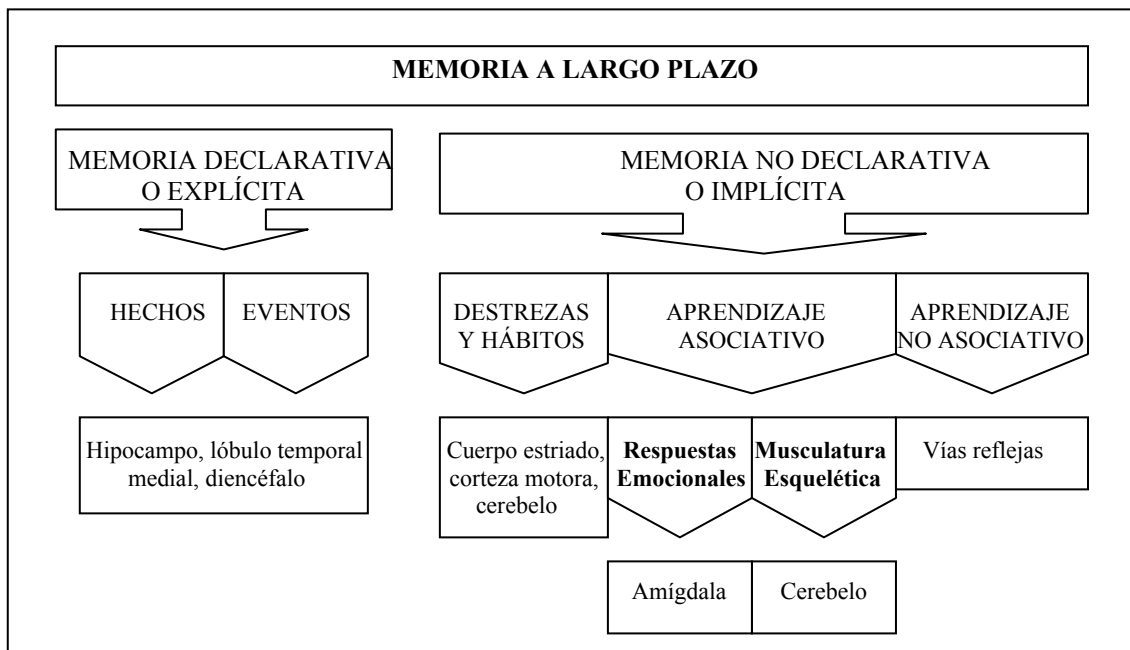 MEMORIA A LARGO PLAZO
MEMORIA DECLARATIVA
O EXPLÍCITA
MEMORIA NO DECLARATIVA
O IMPLÍCITA
HECHOS
EVENTOS
DESTREZAS
Y HÁBITOS
APRENDIZAJE
ASOCIATIVO
APRENDIZAJE
NO ASOCIATIVO
Hipocampo, lóbulo temporal
medial, diencéfalo
Cuerpo estriado,
corteza motora,
cerebelo
Respuestas
Emocionales
Musculatura
Esquelética
Vías reflejas
Amígdala
Cerebelo